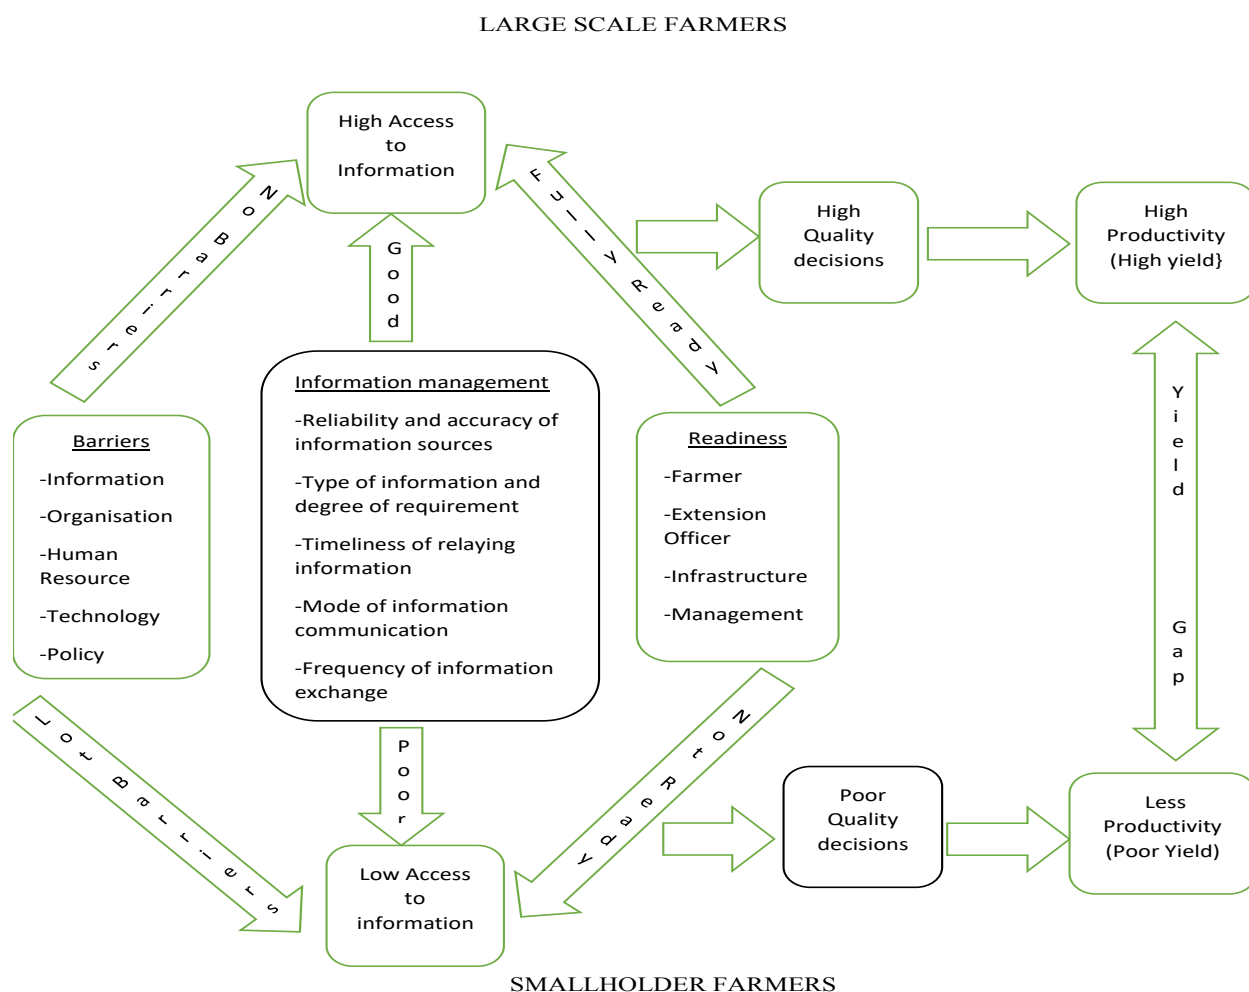 LARGE SCALE FARMERS
High Access
to
Information
No Barriers
Good
Fully Ready
High
Quality
decisions
High
Productivity
(High yield}
Barriers
-Information
-Organisation
-Human
Resource
-Technology
-Policy
Information management
-Reliability and accuracy of
information sources
-Type of information and
degree of requirement
-Timeliness of relaying
information
-Mode of information
communication
-Frequency of information
exchange
Readiness
-Farmer
-Extension
Officer
-Infrastructure
-Management
Yield Gap
Lot Barriers
Poor
Not Ready
Low Access
to
information
Poor
Quality
decisions
Less
Productivity
(Poor Yield)
SMALLHOLDER FARMERS